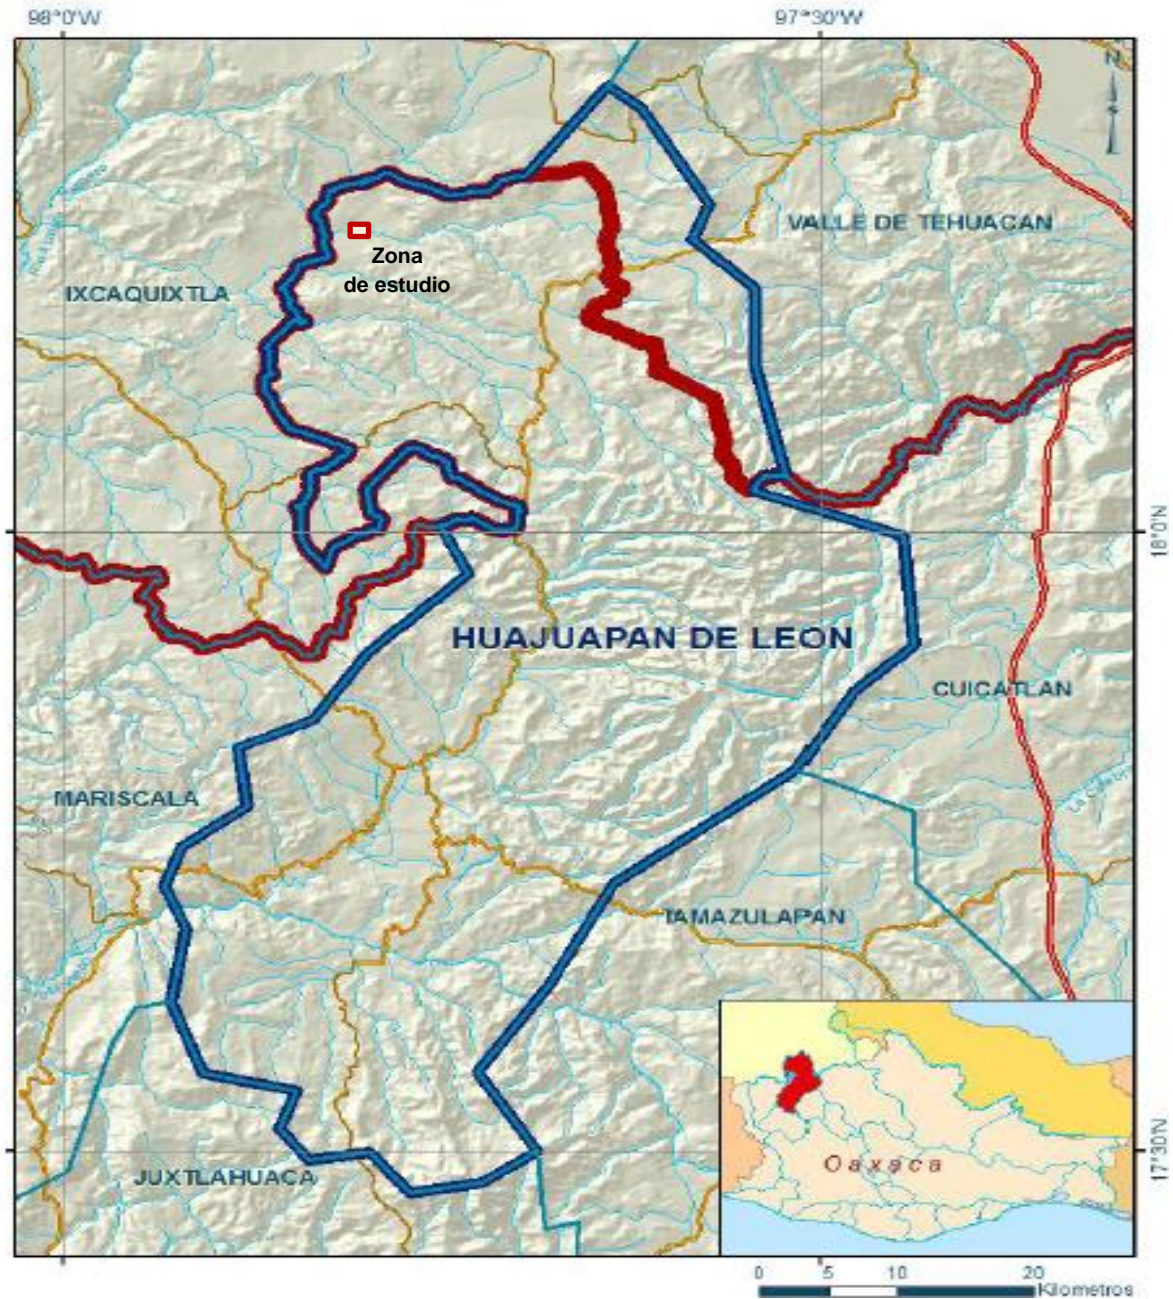 98°0'W
97°30'W
N
VALLE DE TEHUACAN
Zona
de estudio
IXCAQUIXTLA
18°0'N
HUAJUAPAN DE LEON
CUICATLAN
MARISCALA
TAMAZULAPAN
17°30'N
Oaxaca
JUXTLAHUACA
0 5 10 20
Kilometros